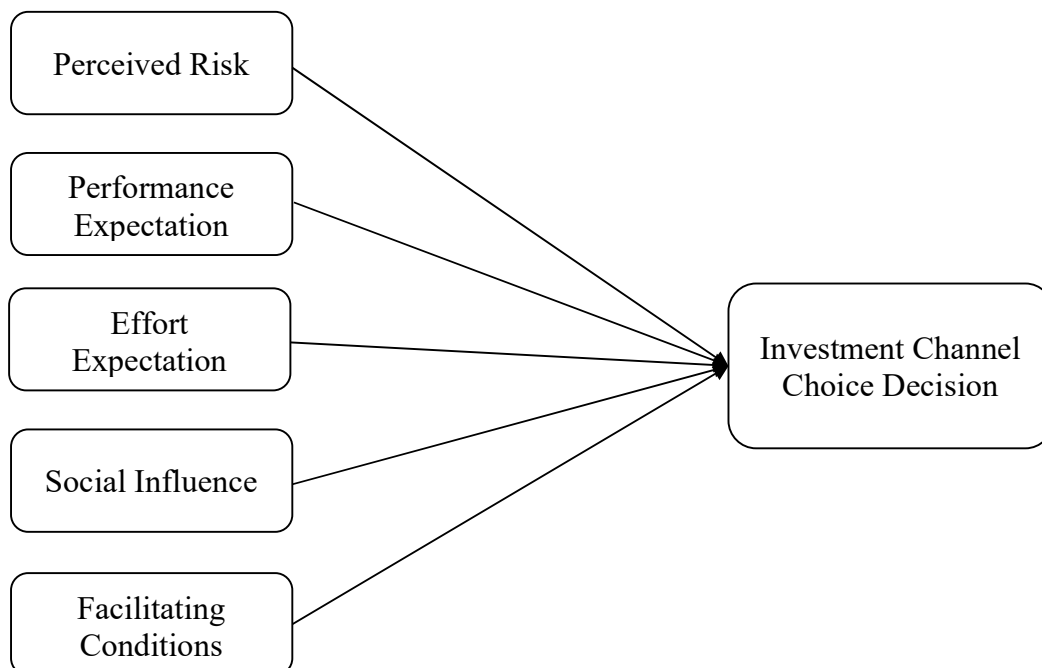 Perceived Risk
Performance
Expectation
Effort
Expectation
Investment Channel
Choice Decision
Social Influence
Facilitating
Conditions